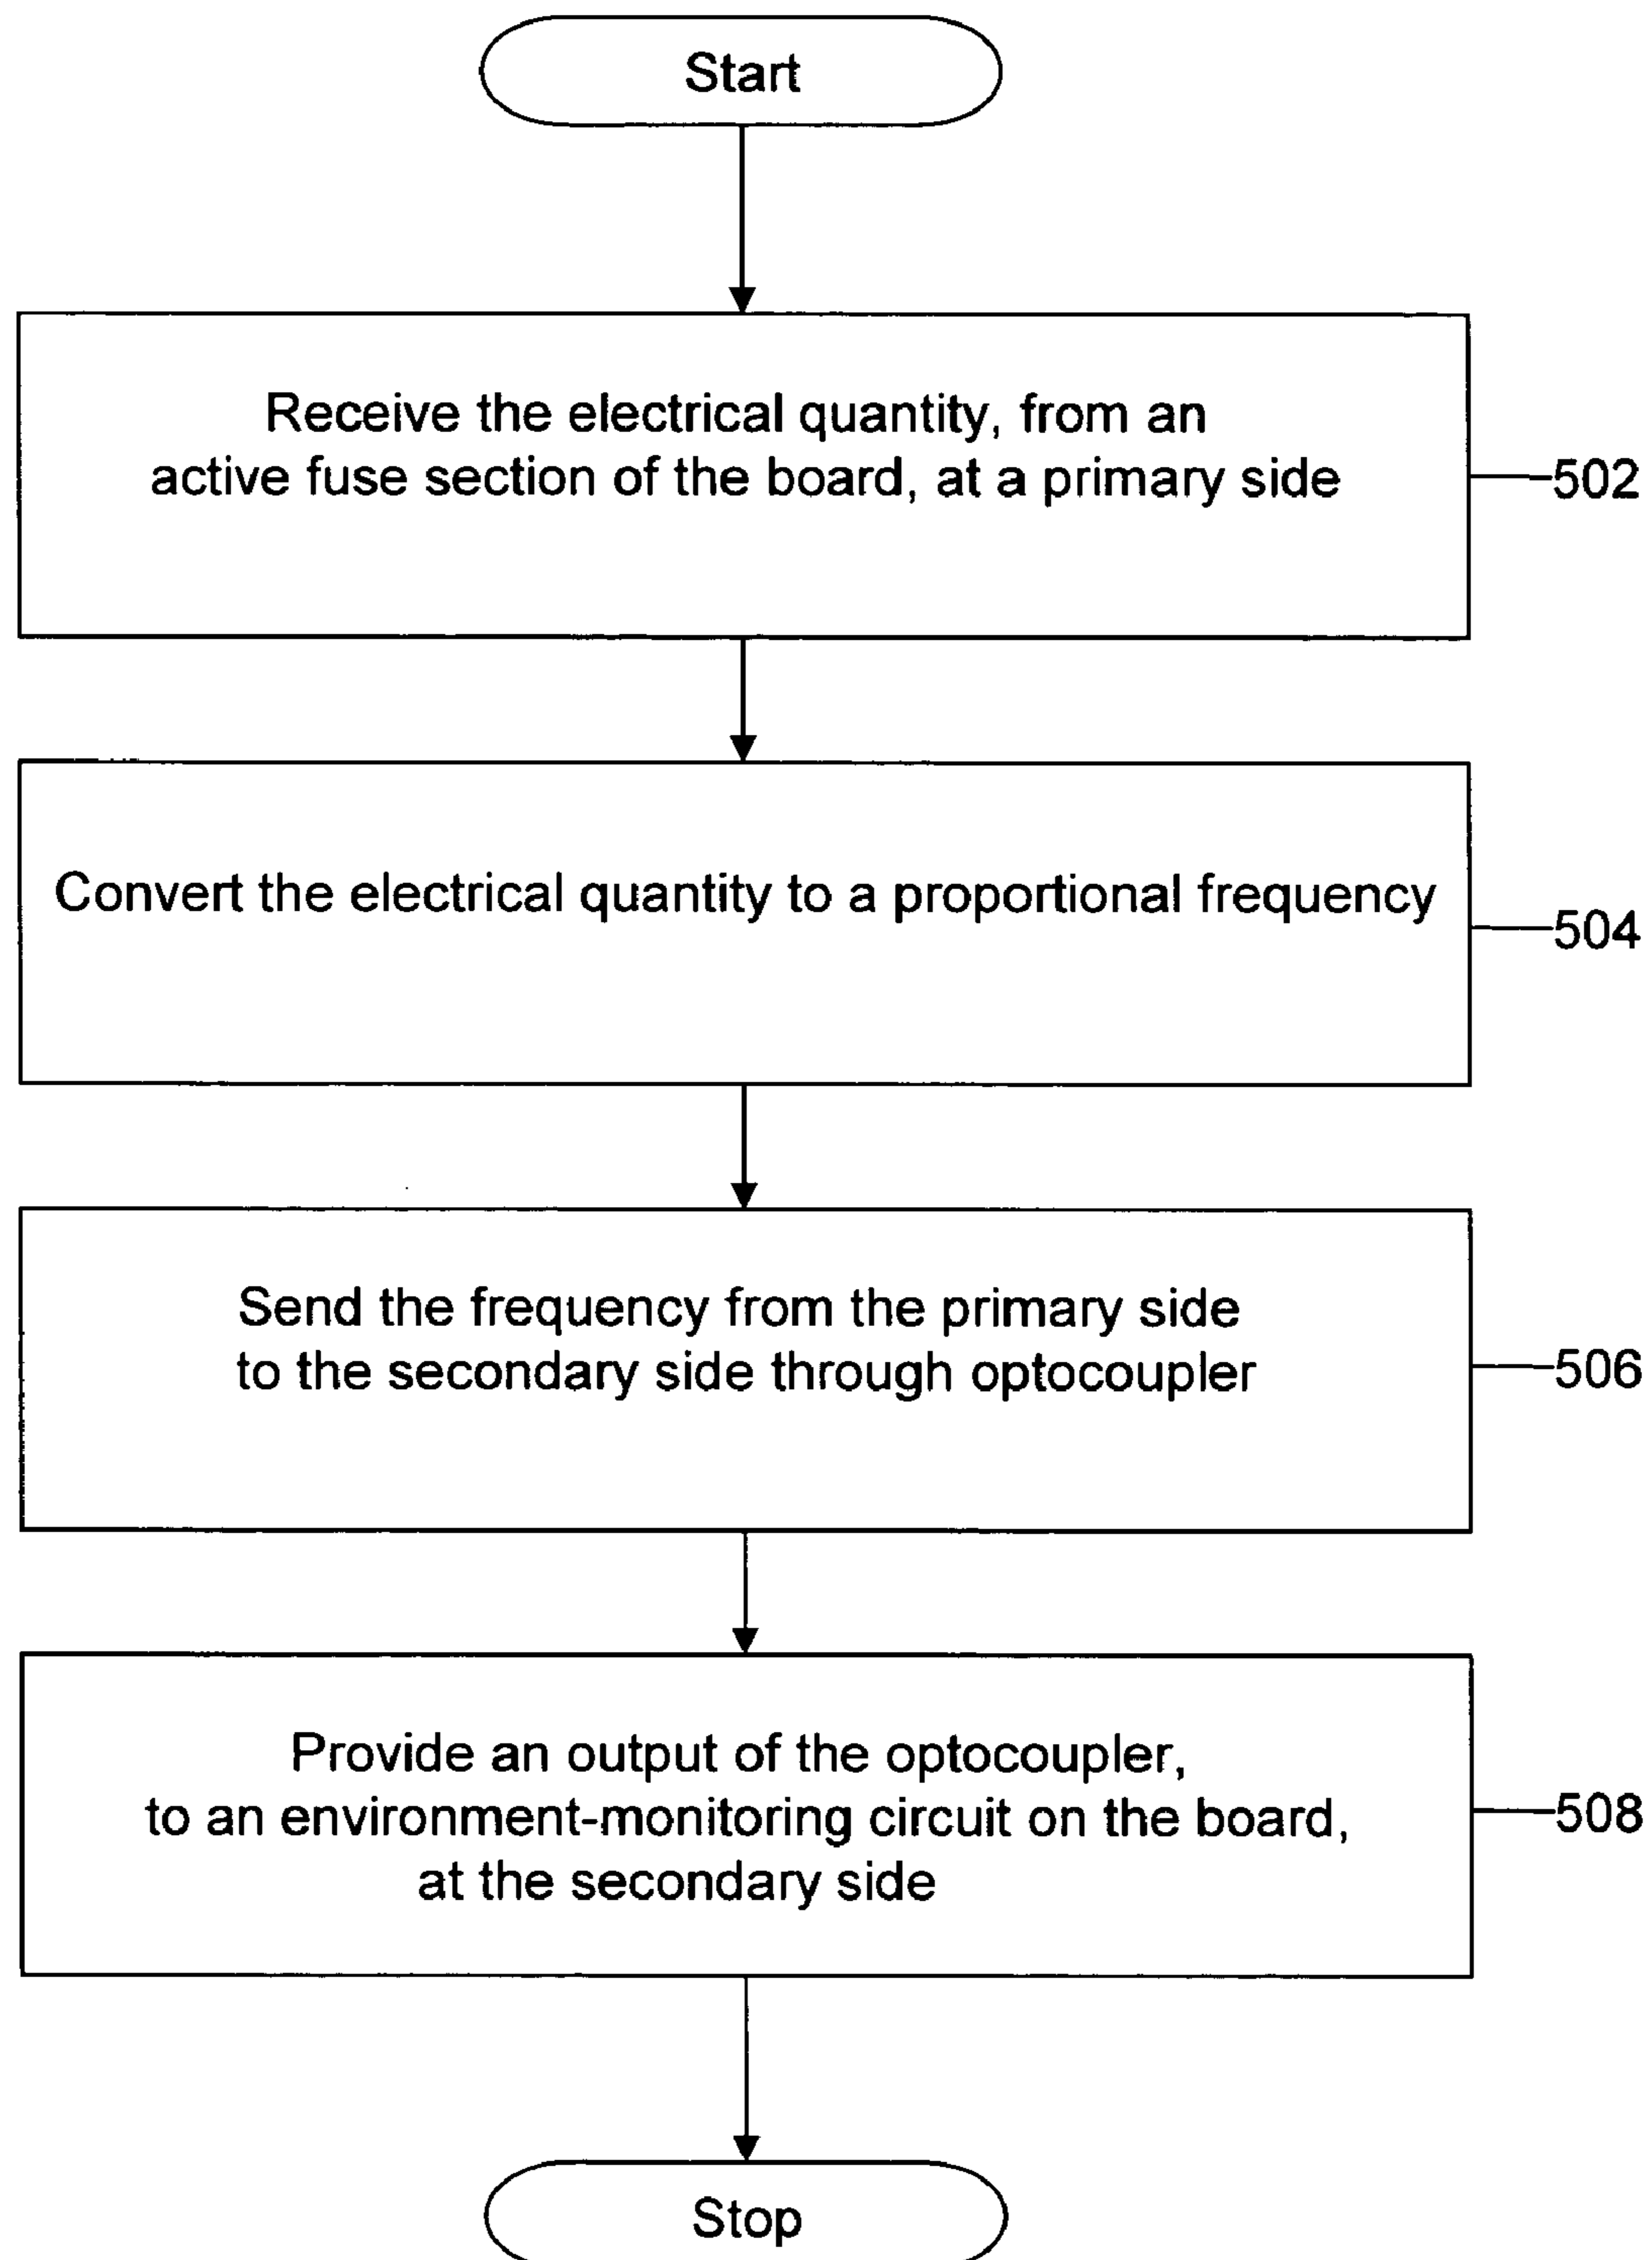 Start
Receive the electrical quantity, from an
active fuse section of the board, at a primary side
502
Convert the electrical quantity to a proportional frequency
504
Send the frequency from the primary side
to the secondary side through optocoupler
506
Provide an output of the optocoupler,
to an environment-monitoring circuit on the board,
at the secondary side
508
Stop